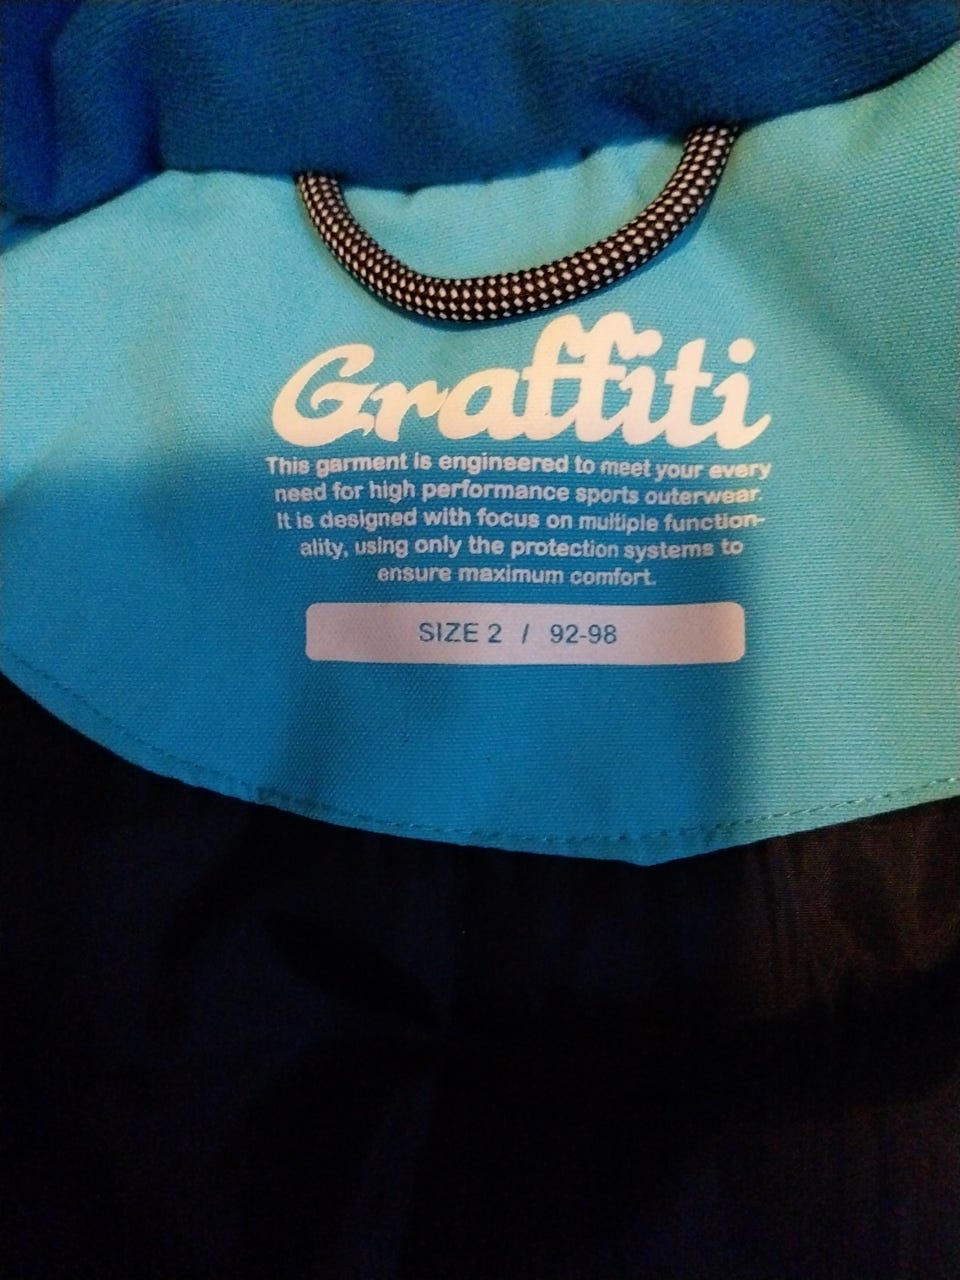 Graffiti
This garment is engineered to meet your every
need for high performance sports outerwear.
It is designed with focus on multiple function-
ality, using only the protection systems to
ensure maximum comfort.
SIZE 2 / 92-98